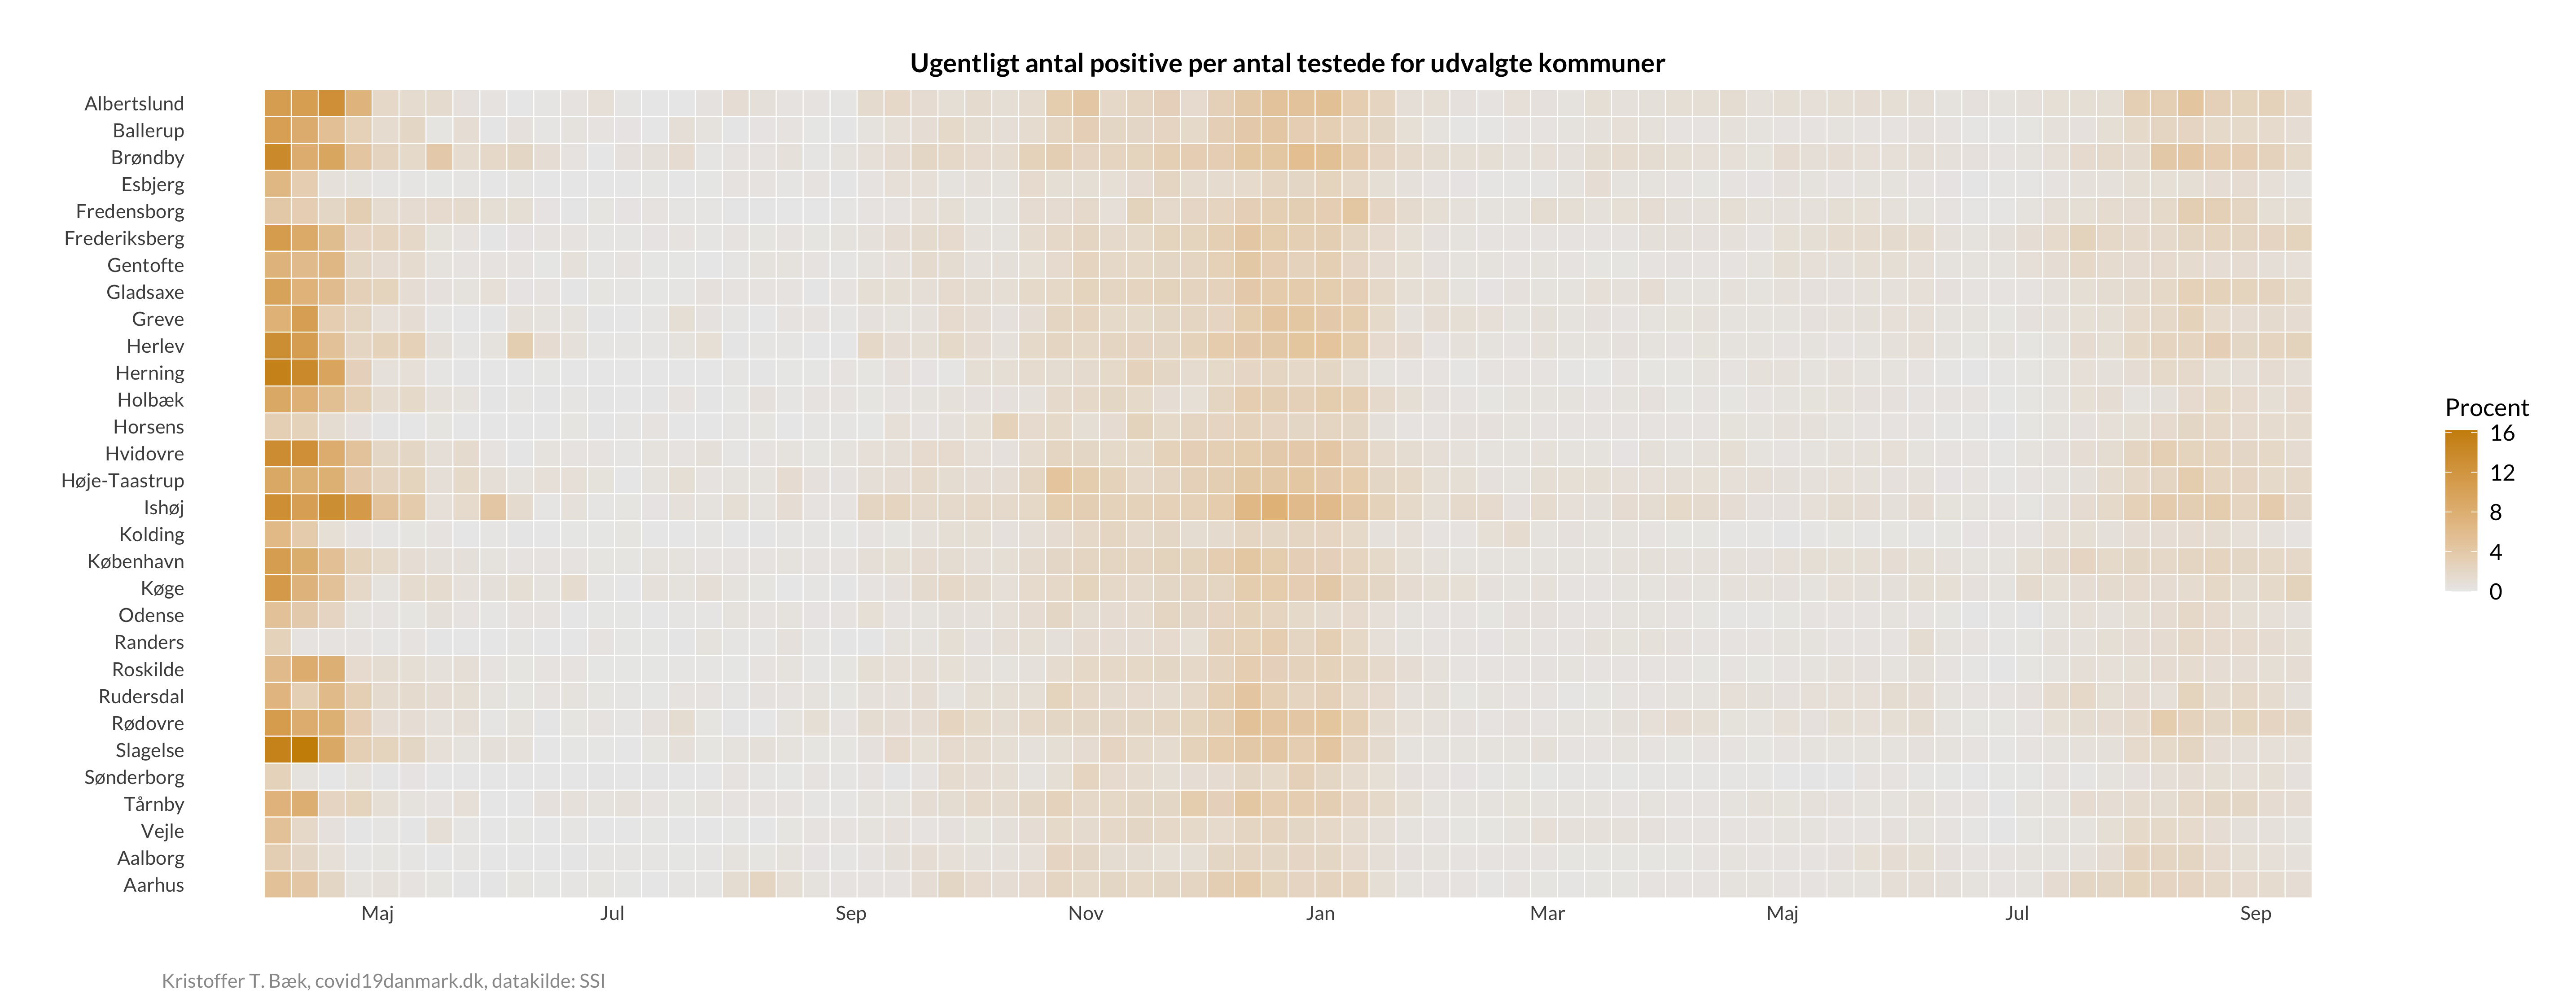 Ugentligt antal positive per antal testede for udvalgte kommuner
Albertslund
Ballerup
Brøndby
Esbjerg
Fredensborg
Frederiksberg
Gentofte
Gladsaxe
Greve
Herlev
Herning
Holbæk
Horsens
Hvidovre
Høje-Taastrup
Ishøj
Kolding
København
Køge
Odense
Randers
Roskilde
Rudersdal
Rødovre
Slagelse
Sønderborg
Tårnby
Vejle
Aalborg
Aarhus
Maj Jul Sep Nov Jan Mar Maj Jul Sep
Procent
16
12
8
4
0
Kristoffer T. Bæk, covid19danmark.dk, datakilde: SSI